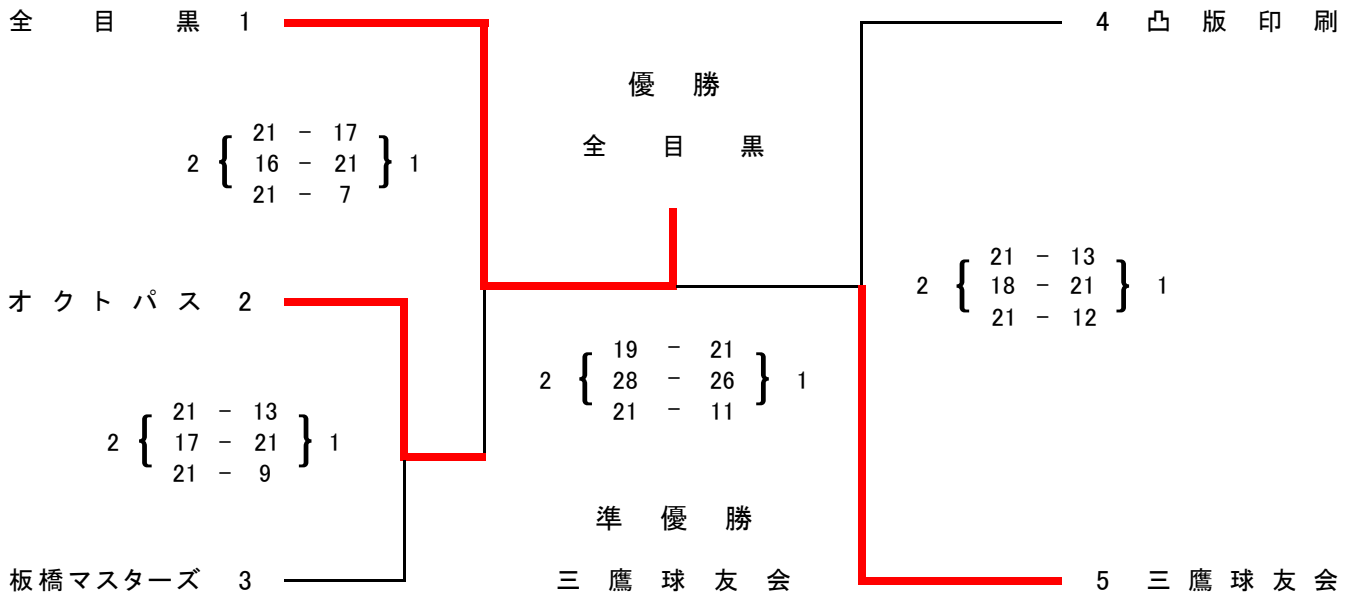 全目黒 1
4 凸版印刷
優勝
全目黒
21 - 17
2 { 16 - 21 } 1
21 - 7
21 - 13
2 { 18 - 21 } 1
21 - 12
オクトパス 2
19 - 21
2 { 28 - 26 } 1
21 - 11
21 - 13
2 { 17 - 21 } 1
21 - 9
準優勝
三鷹球友会
板橋マスターズ 3
5 三鷹球友会